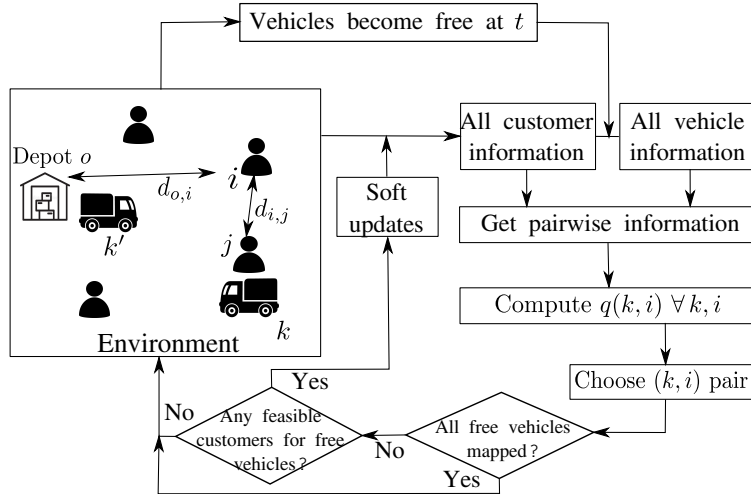 Vehicles become free at t
All customer
information
All vehicle
information
Depot o
d_{o,i}
i
d_{i,j}
k′
j
k
Environment
Soft
updates
Get pairwise information
Compute q(k, i) ∀ k, i
Choose (k, i) pair
Yes
No
Any feasible
customers for free
vehicles?
No
All free vehicles
mapped?
Yes